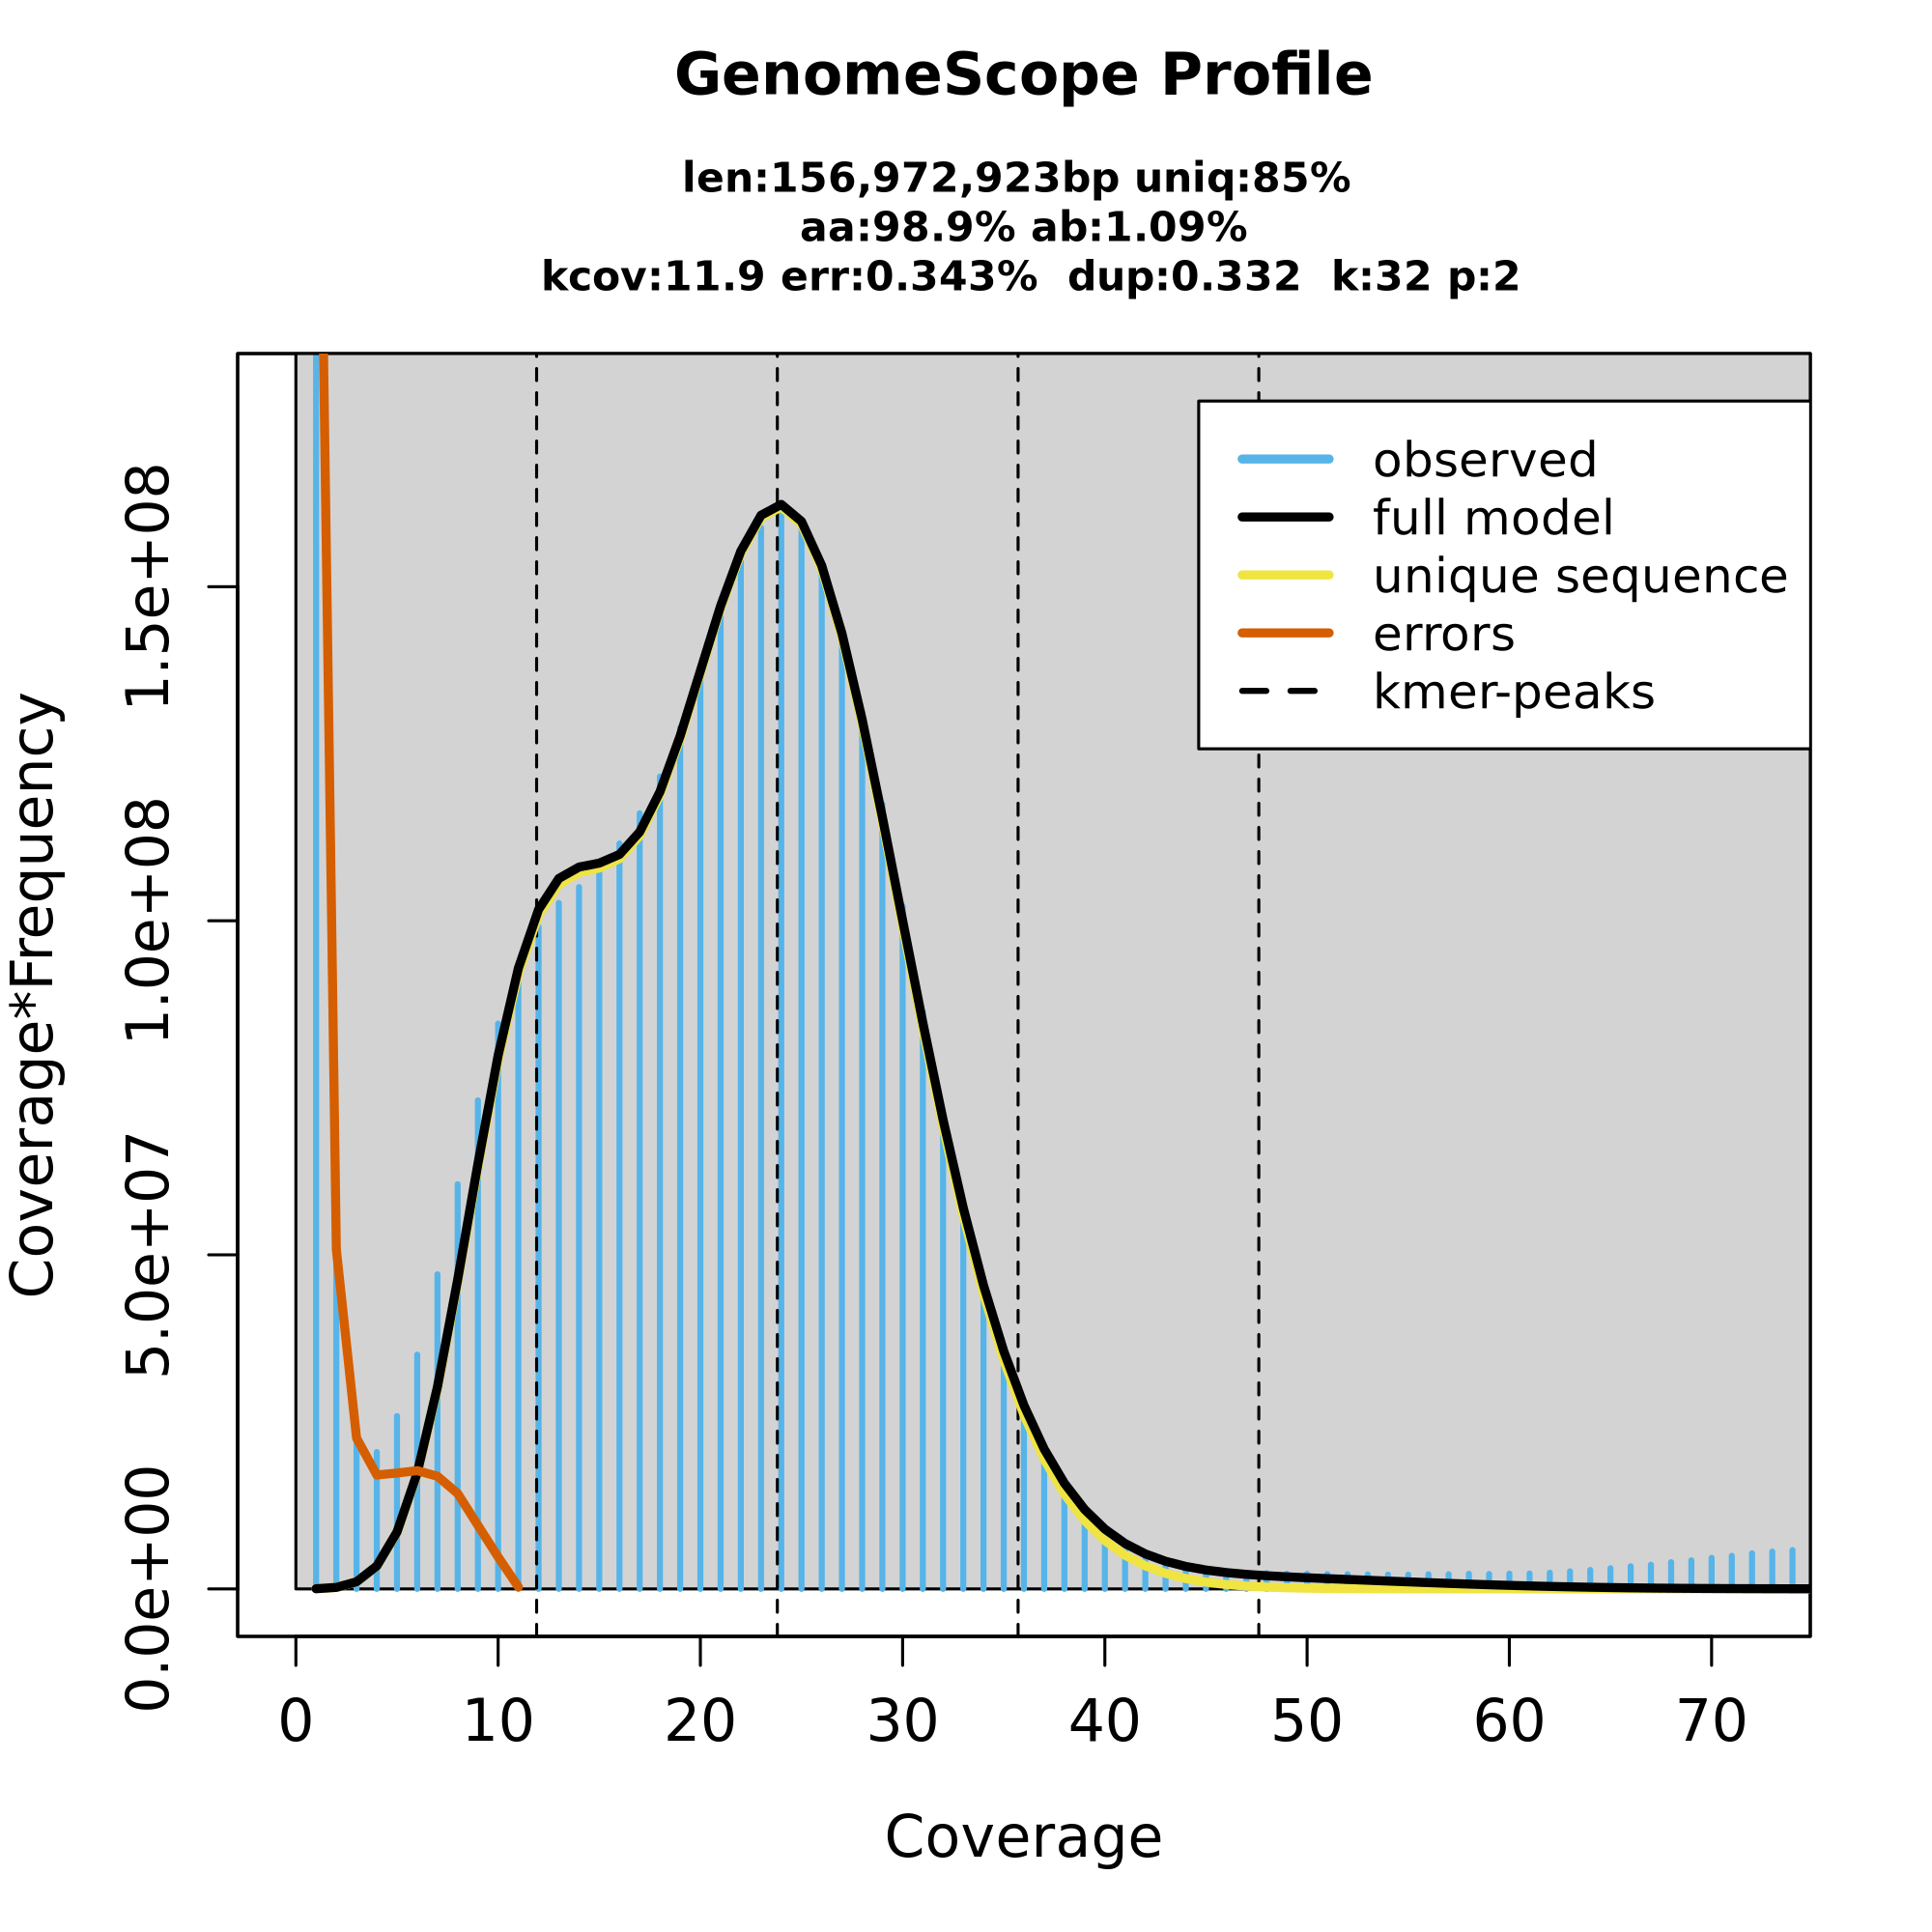 GenomeScope Profile
len:156,972,923bp uniq:85%
aa:98.9% ab:1.09%
kcov:11.9 err:0.343%  dup:0.332  k:32 p:2
observed
full model
unique sequence
errors
kmer-peaks
Coverage*Frequency
1.5e+08
1.0e+08
5.0e+07
0.0e+00
0 10 20 30 40 50 60 70
Coverage